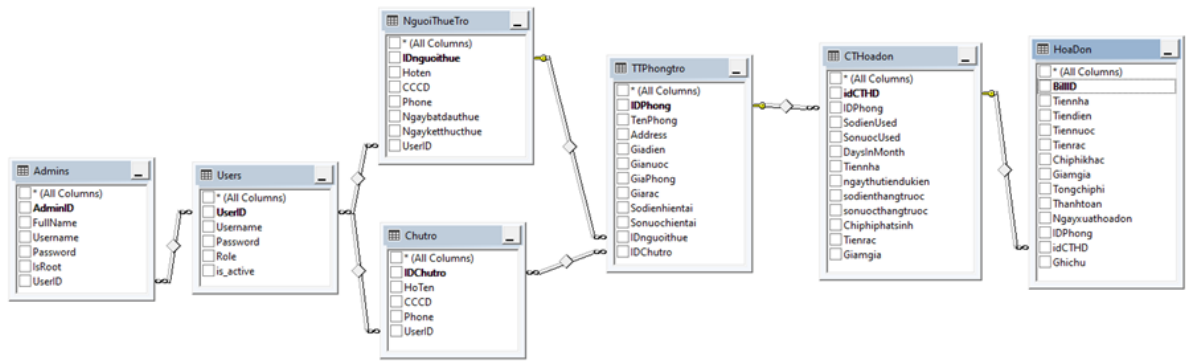 Admins
* (All Columns)
AdminID
FullName
Username
Password
IsRoot
UserID
Users
* (All Columns)
UserID
Username
Password
Role
is_active
NguoiThueTro
* (All Columns)
IDnguoithue
Hoten
CCCD
Phone
Ngaybatdauthue
Ngayketthucthue
UserID
Chutro
* (All Columns)
IDChutro
HoTen
CCCD
Phone
UserID
TTPhongtro
* (All Columns)
IDPhong
TenPhong
Address
Giadien
Gianuoc
GiaPhong
Giarac
Sodienhientai
Sonuochientai
IDnguoithue
IDChutro
CTHoadon
* (All Columns)
idCTHD
IDPhong
SodienUsed
SonuocUsed
DaysInMonth
Tiennha
ngaythutiendukien
sodienthangtruoc
sonuocthangtruoc
Chiphiphatsinh
Tienrac
Giamgia
HoaDon
* (All Columns)
BillID
Tiennha
Tiendien
Tiennuoc
Tienrac
Chiphikhac
Giamgia
Tongchiphi
Thanhtoan
Ngayxuathoadon
IDPhong
idCTHD
Ghichu